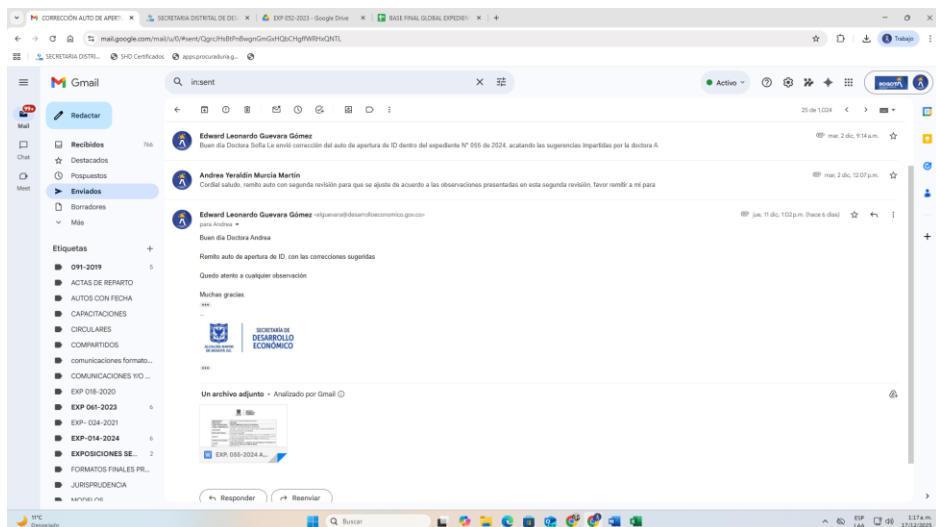 CORRECCIÓN AUTO DE APERT
SECRETARIA DISTRITAL DE DES
EXP 052-2023 - Google Drive
BASE FINAL GLOBAL EXPEDIEN
Trabajo
SECRETARÍA DISTRI...
SHD Certificados
apps.procuraduria.g...
Gmail
in:sent
Activo
BOGOTÁ
99+
Mail
Chat
Meet
Redactar
Recibidos 766
Destacados
Pospuestos
Enviados
Borradores
Más
Etiquetas
091-2019 5
ACTAS DE REPARTO
AUTOS CON FECHA
CAPACITACIONES
CIRCULARES
COMPARTIDOS
comunicaciones formato...
COMUNICACIONES Y/O ...
EXP 018-2020
EXP 061-2023 6
EXP- 024-2021
EXP-014-2024 6
EXPOSICIONES SE... 2
FORMATOS FINALES PR...
JURISPRUDENCIA
MODELOS
25 de 1,024
Edward Leonardo Guevara Gómez
mar, 2 dic, 9:14 a.m.
Buen día Doctora Sofía Le envió corrección del auto de apertura de ID dentro del expediente N° 055 de 2024, acatando las sugerencias impartidas por la doctora A
Andrea Yeraldin Murcia Martín
mar, 2 dic, 12:07 p.m.
Cordial saludo, remito auto con segunda revisión para que se ajuste de acuerdo a las observaciones presentadas en esta segunda revisión, favor remitir a mi para
Edward Leonardo Guevara Gómez <elguevara@desarrolloeconomico.gov.co>
jue, 11 dic, 1:02 p.m. (hace 6 días)
para Andrea
Buen día Doctora Andrea
Remito auto de apertura de ID, con las correcciones sugeridas
Quedo atento a cualquier observación
Muchas gracias.
--
ALCALDÍA MAYOR
DE BOGOTÁ D.C.
SECRETARÍA DE
DESARROLLO
ECONÓMICO
Un archivo adjunto • Analizado por Gmail
EXP. 055-2024 A...
Responder
Reenviar
11°C
Despejado
Buscar
ESP
LAA
1:17 a.m.
17/12/2025